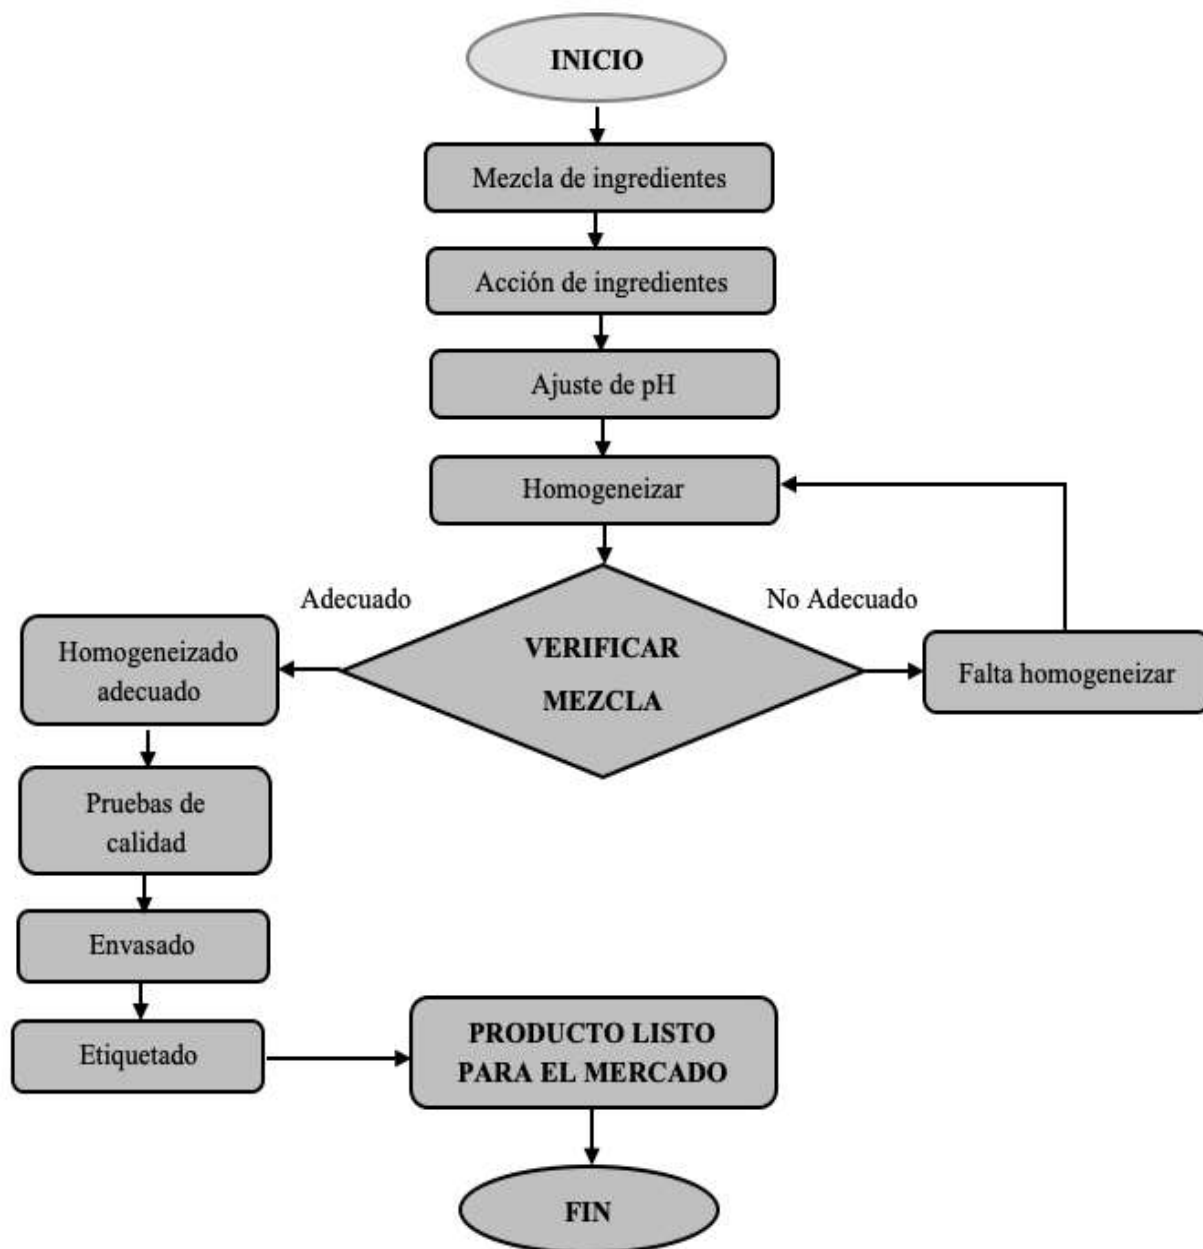 INICIO
Mezcla de ingredientes
Acción de ingredientes
Ajuste de pH
Homogeneizar
Adecuado
No Adecuado
VERIFICAR
MEZCLA
Falta homogeneizar
Homogeneizado
adecuado
Pruebas de
calidad
Envasado
Etiquetado
PRODUCTO LISTO
PARA EL MERCADO
FIN